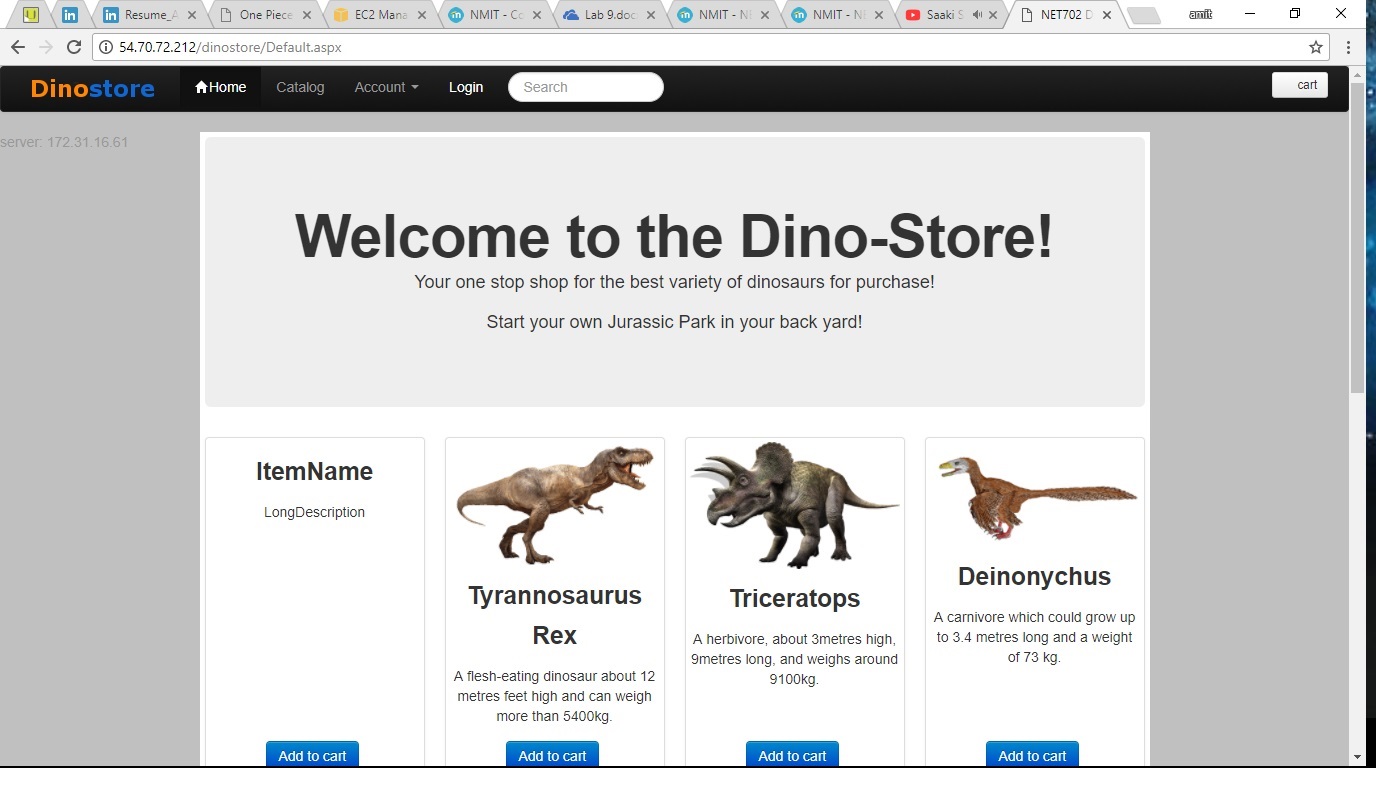 Resume_A
One Piece
EC2 Mana
NMIT - Co
Lab 9.doc
NMIT - NE
NMIT - NE
Saaki S
NET702 D
amit
54.70.72.212/dinostore/Default.aspx
Dinostore
Home
Catalog
Account
Login
Search
cart
server: 172.31.16.61
Welcome to the Dino-Store!
Your one stop shop for the best variety of dinosaurs for purchase!
Start your own Jurassic Park in your back yard!
ItemName
LongDescription
Add to cart
Tyrannosaurus
Rex
A flesh-eating dinosaur about 12
metres feet high and can weigh
more than 5400kg.
Add to cart
Triceratops
A herbivore, about 3metres high,
9metres long, and weighs around
9100kg.
Add to cart
Deinonychus
A carnivore which could grow up
to 3.4 metres long and a weight
of 73 kg.
Add to cart